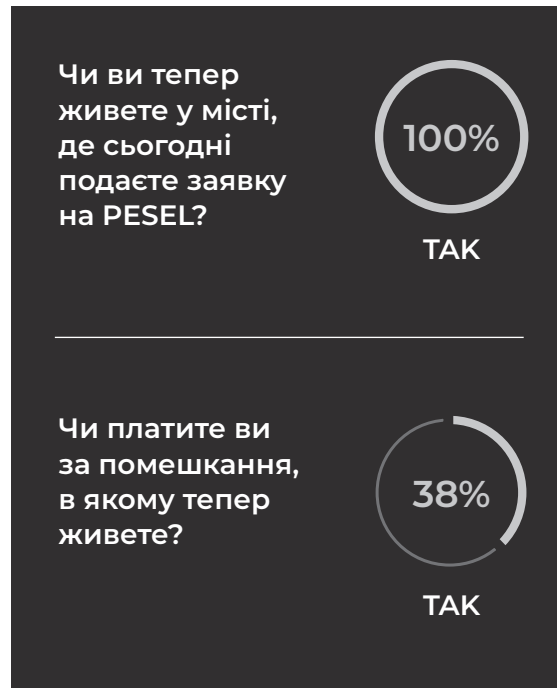 Чи ви тепер
живете у місті,
де сьогодні
подаєте заявку
на PESEL?
100%
ТАК
Чи платите ви
за помешкання,
в якому тепер
живете?
38%
ТАК